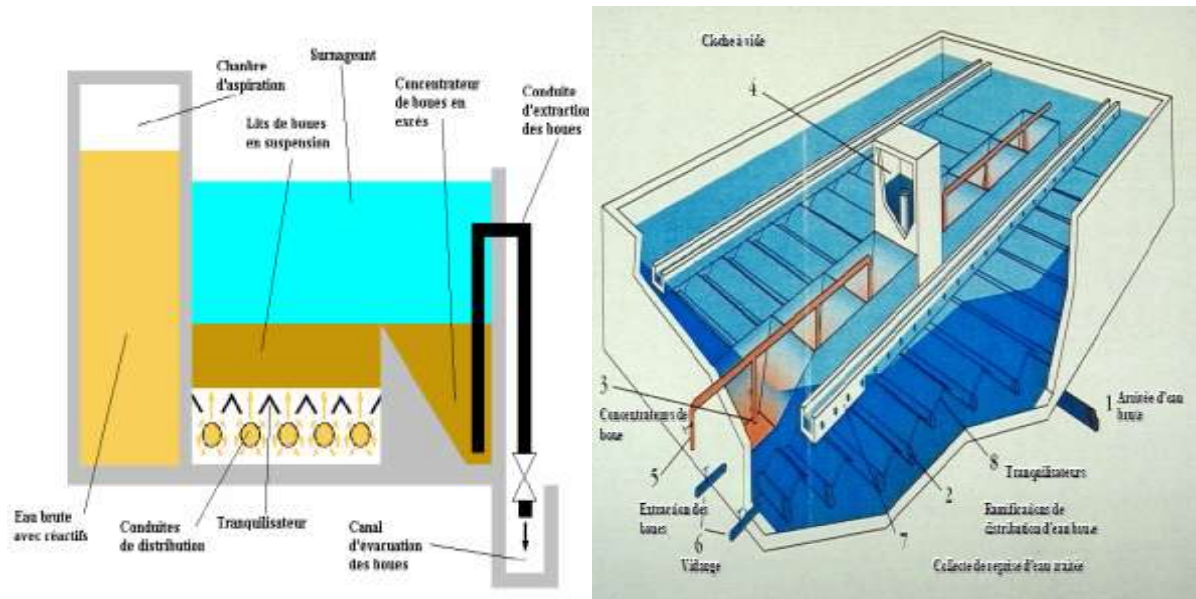 Surnageant
Chambre
d'aspiration
Concentrateur
de boues en
excès
Conduite
d'extraction
des boues
Lits de boues
en suspension
Eau brute
avec réactifs
Conduites
de distribution
Tranquilisateur
Canal
d'évacuation
des boues
Cloche à vide
4
3
Concentrateurs de
boue
5
Extraction des
boues
6
Vidange
1
Arrivée d'eau
brute
8
Tranquilisateurs
2
Ramifications de
distribution d'eau brute
7
Collecte de reprise d'eau traitée